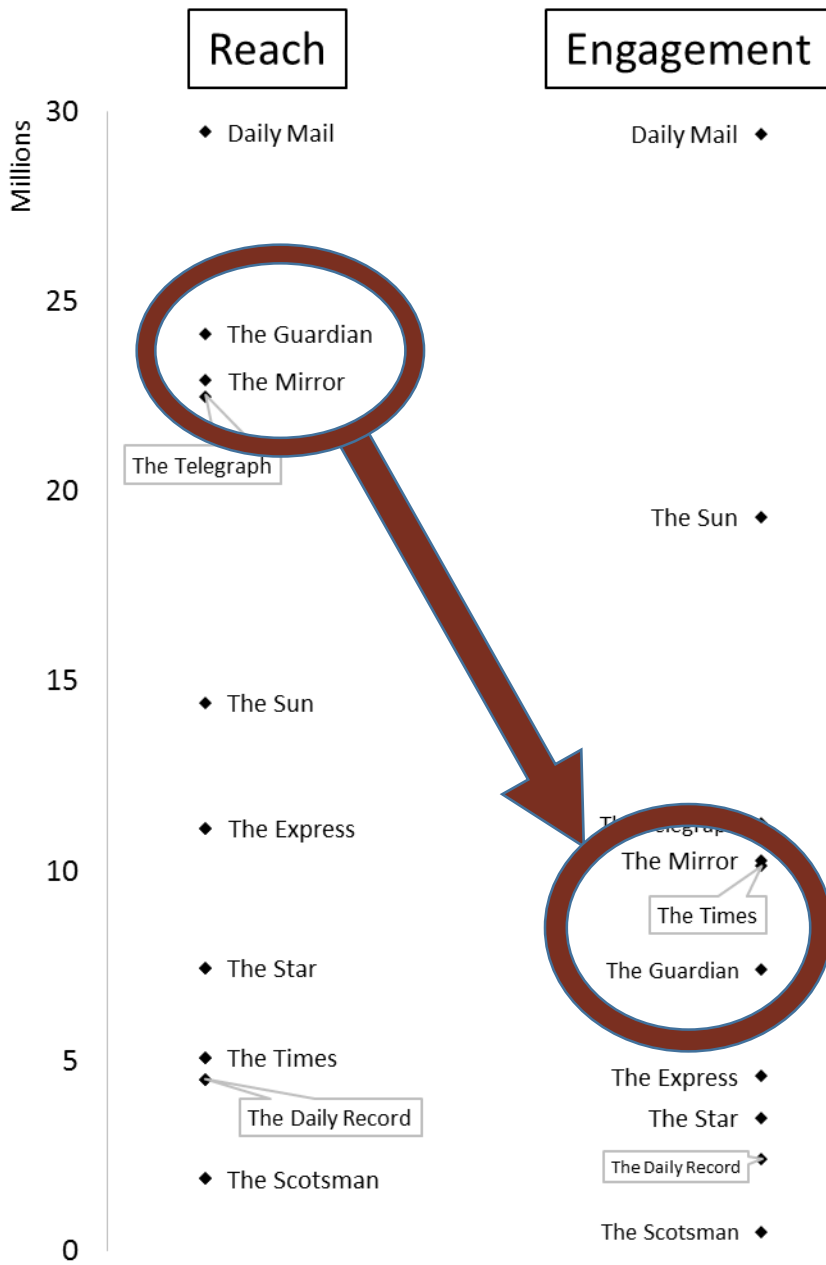 Reach
Engagement
Millions
30
25
20
15
10
5
0
Daily Mail
The Guardian
The Mirror
The Telegraph
The Sun
The Express
The Star
The Times
The Daily Record
The Scotsman
Daily Mail
The Sun
The Telegraph
The Mirror
The Times
The Guardian
The Express
The Star
The Daily Record
The Scotsman